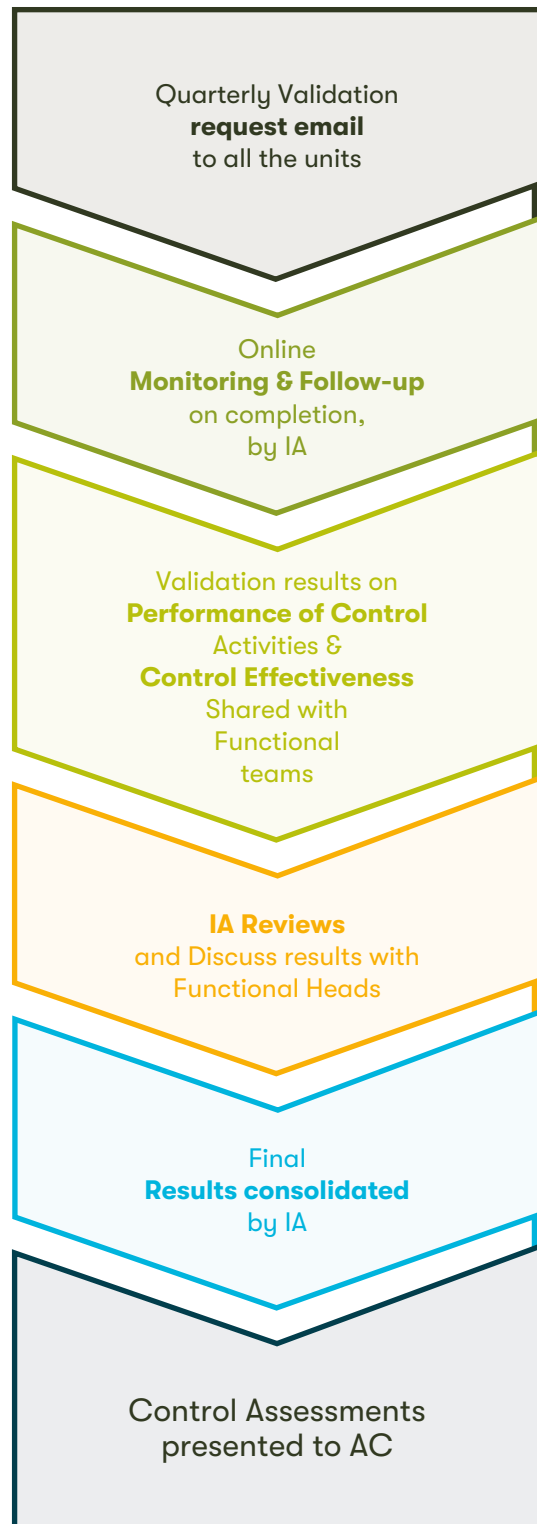 Quarterly Validation
request email
to all the units
Online
Monitoring & Follow-up
on completion,
by IA
Validation results on
Performance of Control
Activities &
Control Effectiveness
Shared with
Functional
teams
IA Reviews
and Discuss results with
Functional Heads
Final
Results consolidated
by IA
Control Assessments
presented to AC